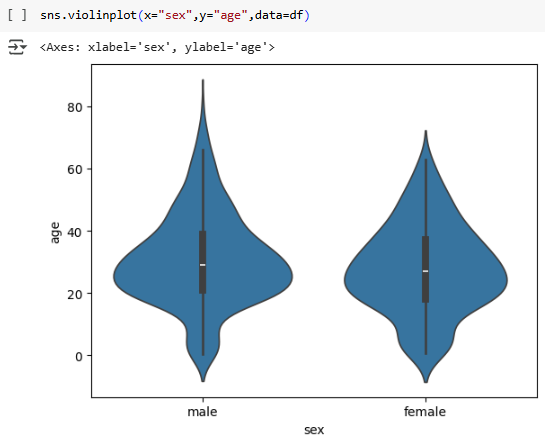 [ ] sns.violinplot(x="sex",y="age",data=df)
<Axes: xlabel='sex', ylabel='age'>
80
60
40
20
0
age
male female
sex